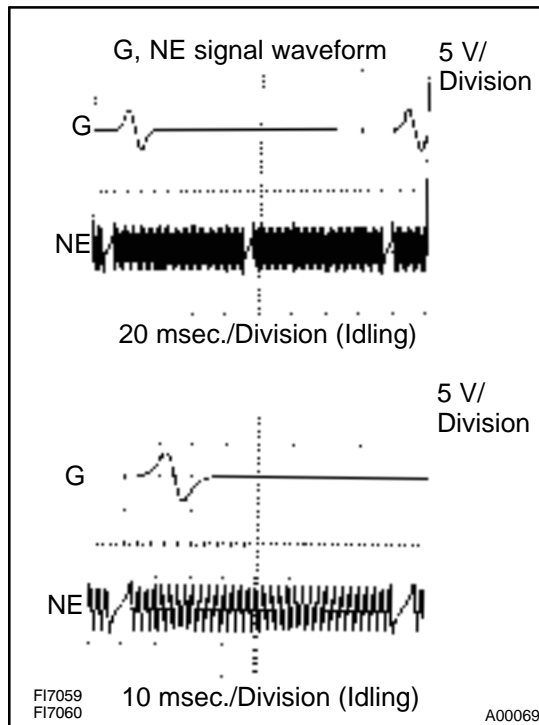 G, NE signal waveform
5 V/
Division
G
NE
20 msec./Division (Idling)
5 V/
Division
G
NE
10 msec./Division (Idling)
FI7059
FI7060
A00069